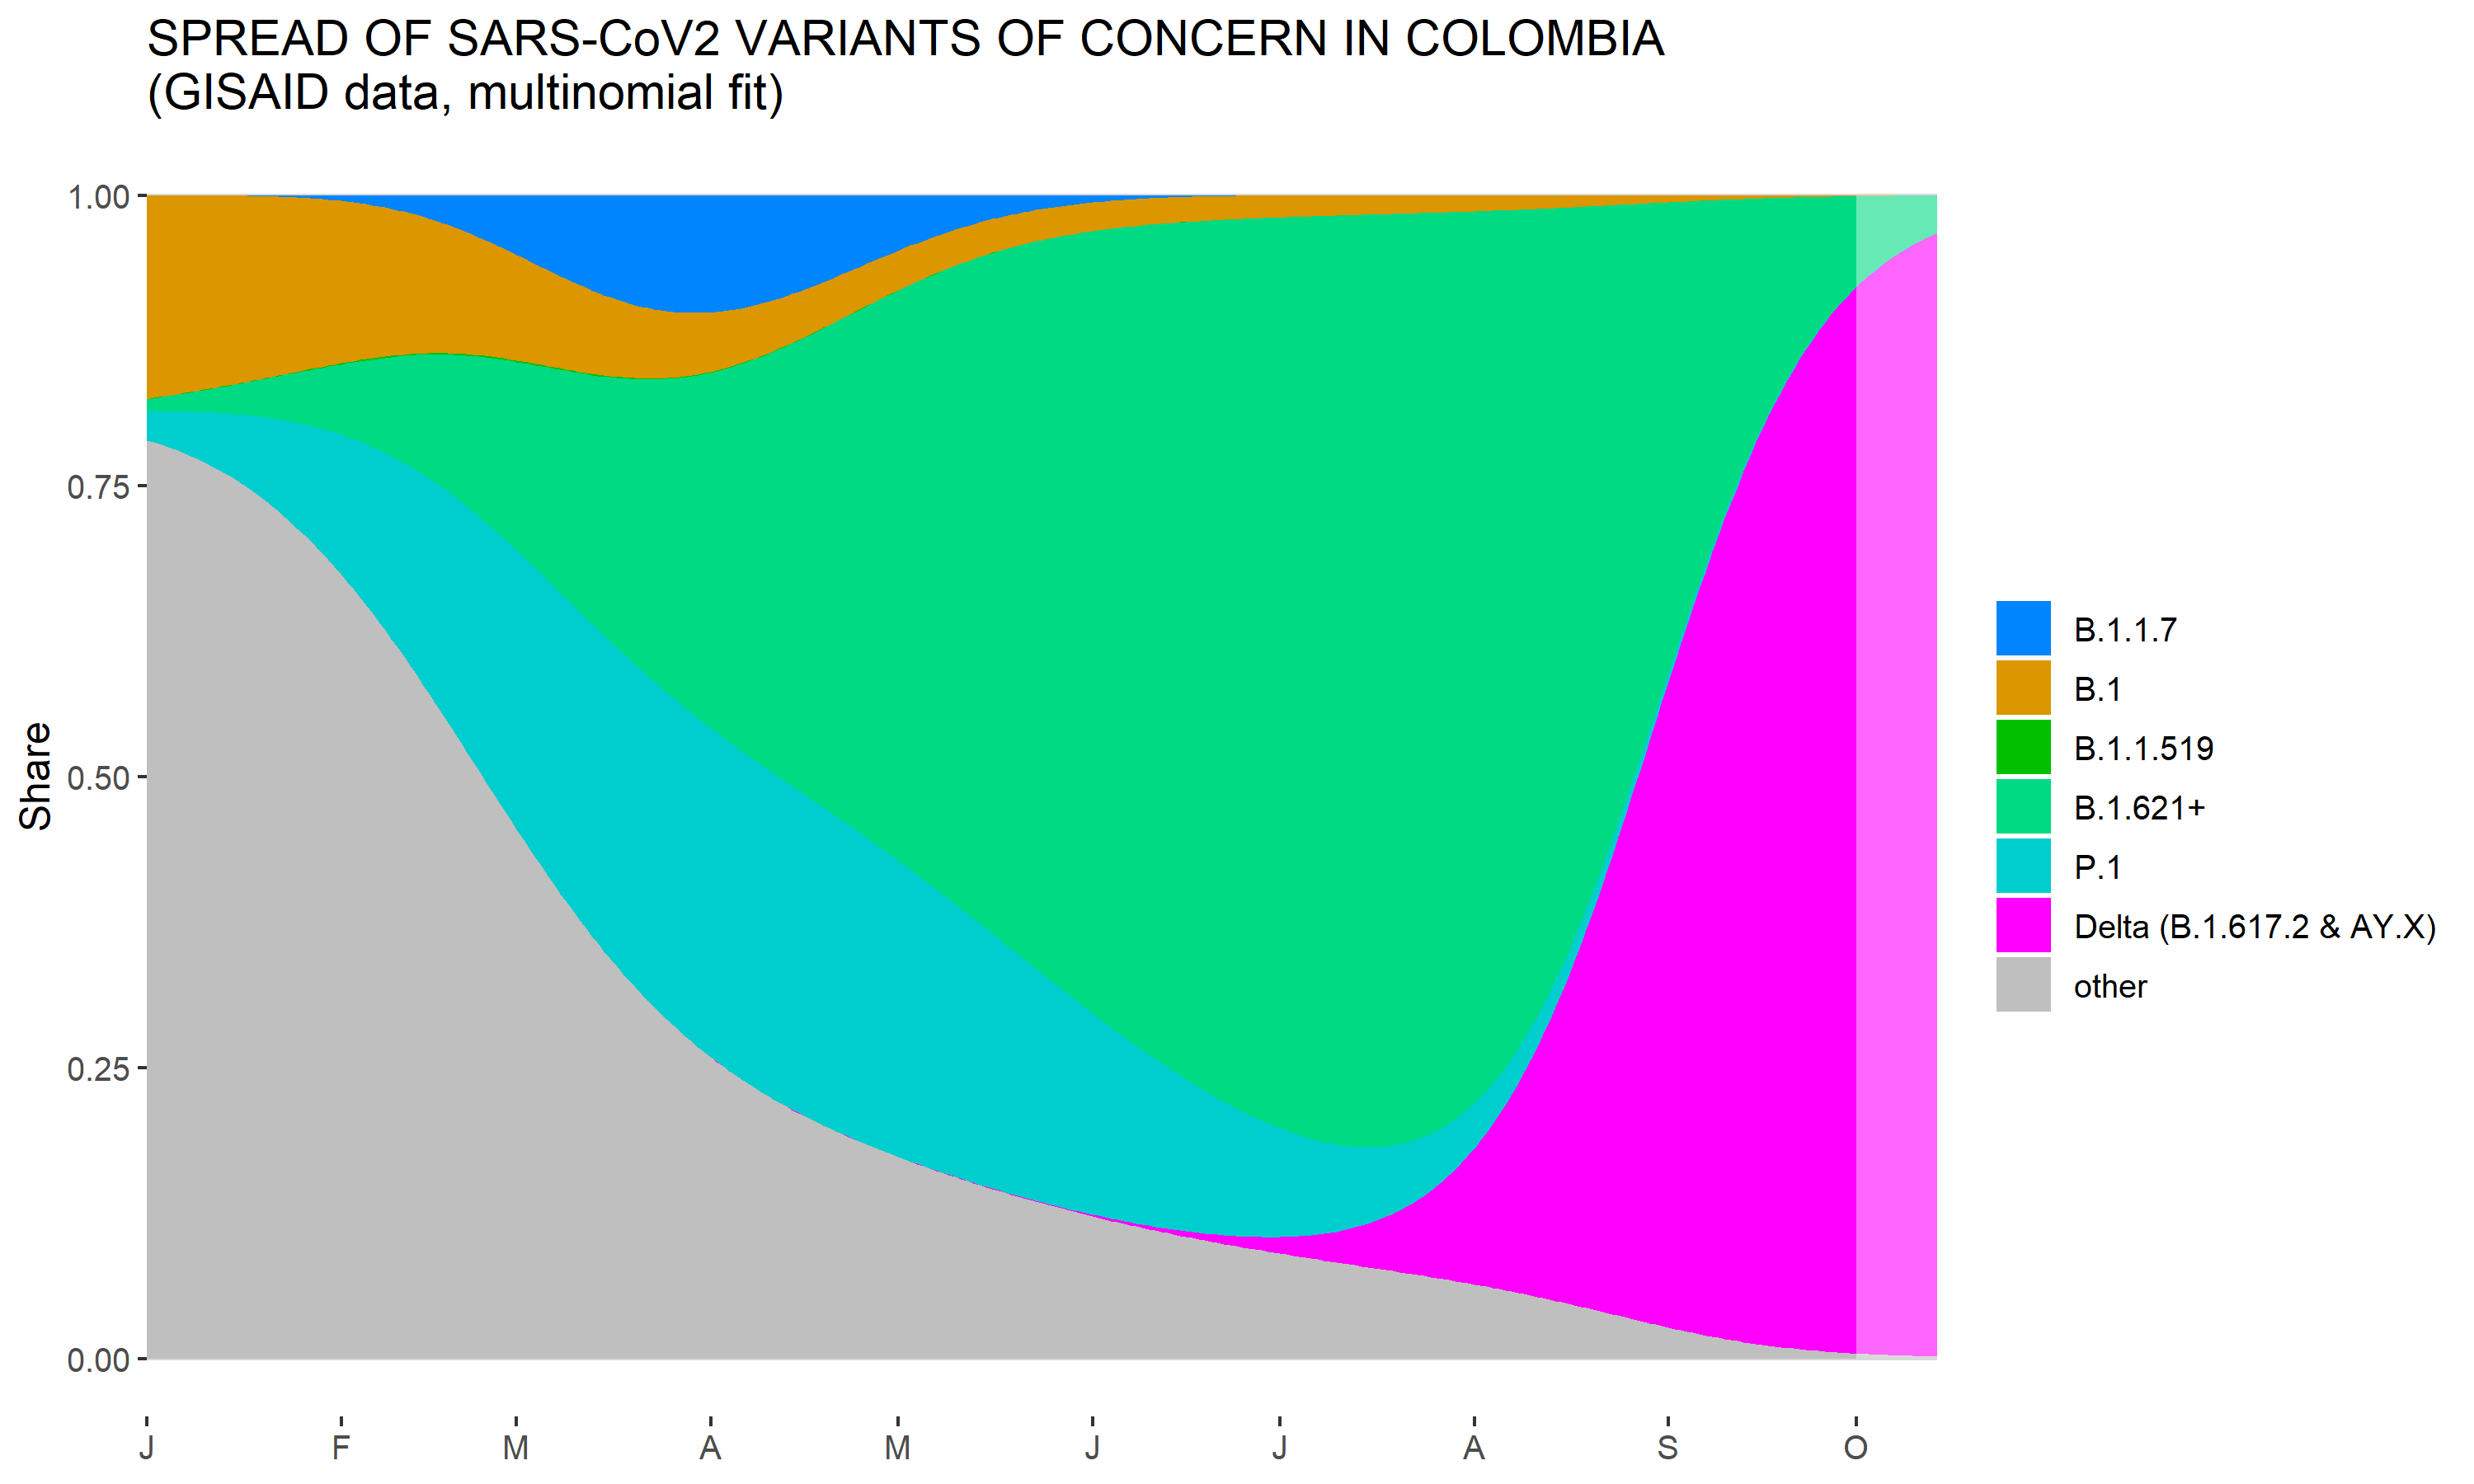 SPREAD OF SARS-CoV2 VARIANTS OF CONCERN IN COLOMBIA
(GISAID data, multinomial fit)
1.00
0.75
0.50
0.25
0.00
Share
J F M A M J J A S O
B.1.1.7
B.1
B.1.1.519
B.1.621+
P.1
Delta (B.1.617.2 & AY.X)
other